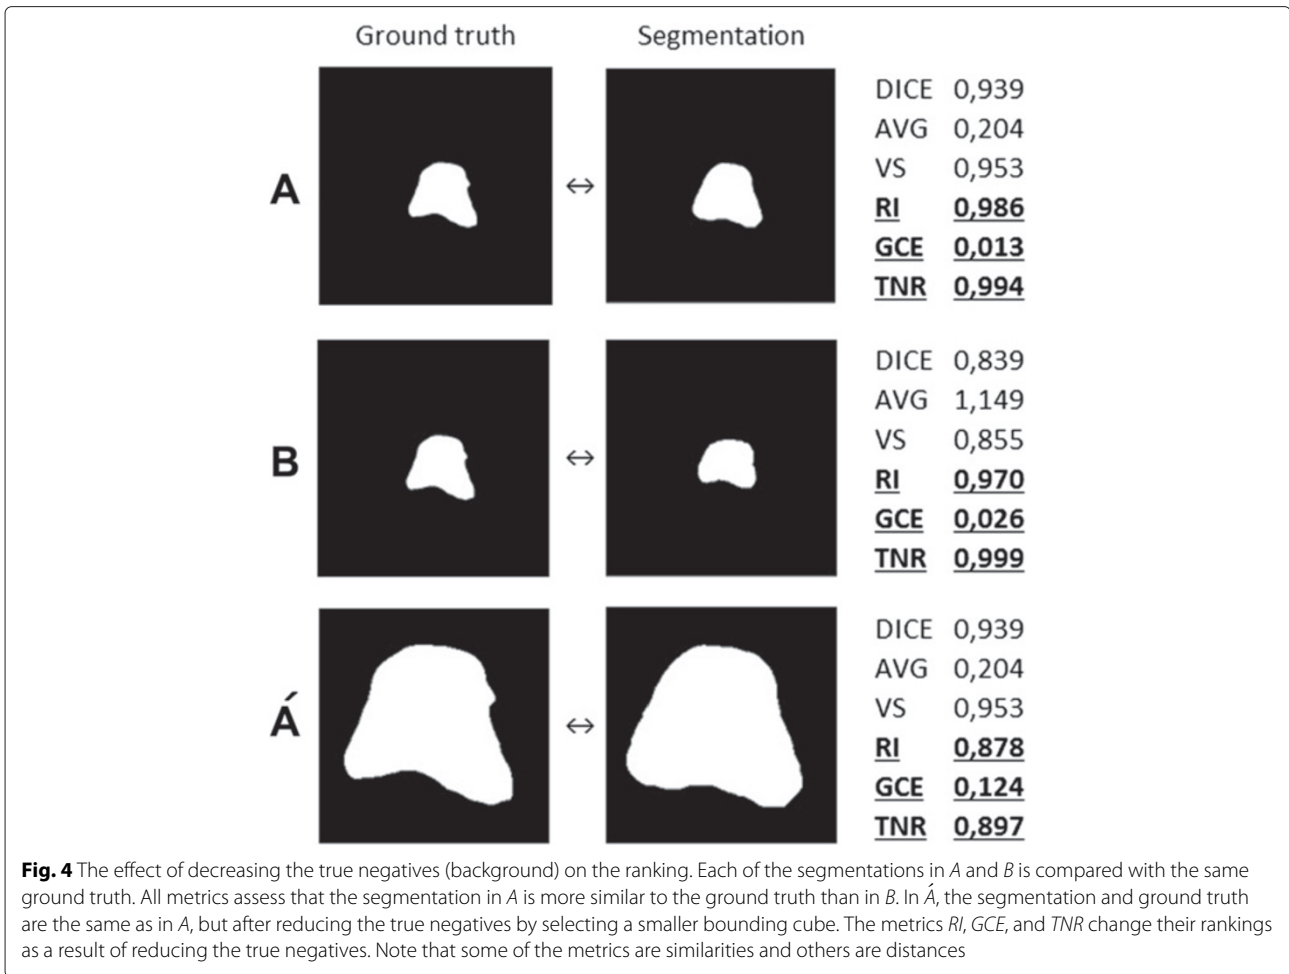 Ground truth Segmentation
A ↔
DICE 0,939
AVG 0,204
VS 0,953
RI 0,986
GCE 0,013
TNR 0,994
B ↔
DICE 0,839
AVG 1,149
VS 0,855
RI 0,970
GCE 0,026
TNR 0,999
Á ↔
DICE 0,939
AVG 0,204
VS 0,953
RI 0,878
GCE 0,124
TNR 0,897
Fig. 4 The effect of decreasing the true negatives (background) on the ranking. Each of the segmentations in A and B is compared with the same
ground truth. All metrics assess that the segmentation in A is more similar to the ground truth than in B. In Á, the segmentation and ground truth
are the same as in A, but after reducing the true negatives by selecting a smaller bounding cube. The metrics RI, GCE, and TNR change their rankings
as a result of reducing the true negatives. Note that some of the metrics are similarities and others are distances